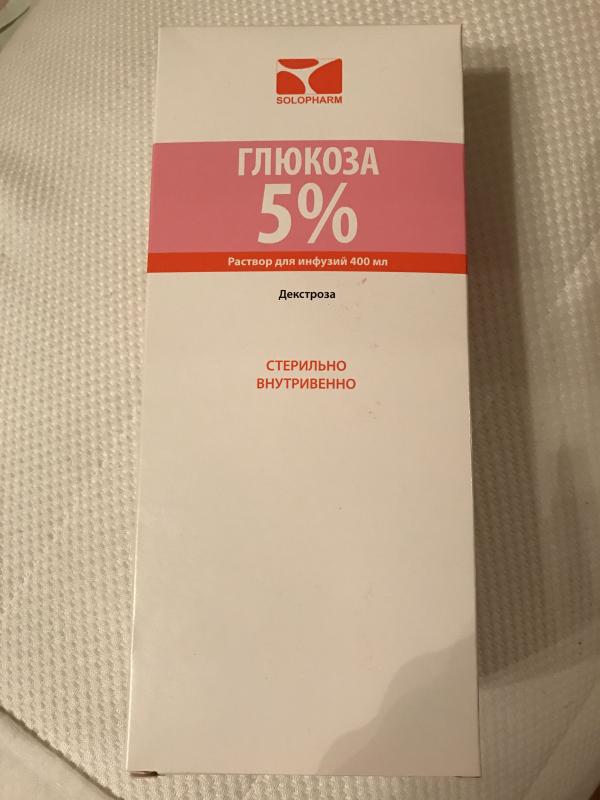 SOLOPHARM
ГЛЮКОЗА
5%
Раствор для инфузий 400 мл
Декстроза
СТЕРИЛЬНО
ВНУТРИВЕННО